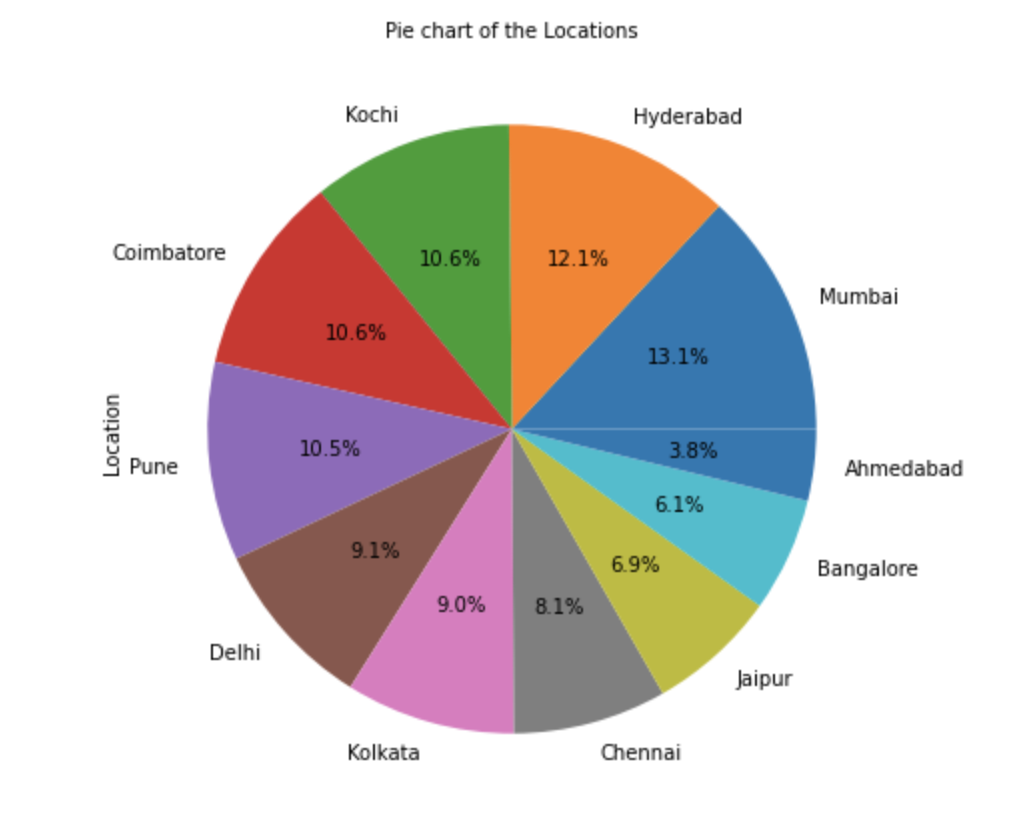 Pie chart of the Locations
Kochi
Hyderabad
Coimbatore
10.6%
12.1%
Mumbai
10.6%
13.1%
Location
Pune
10.5%
3.8%
Ahmedabad
6.1%
Bangalore
9.1%
6.9%
9.0%
8.1%
Delhi
Jaipur
Kolkata
Chennai